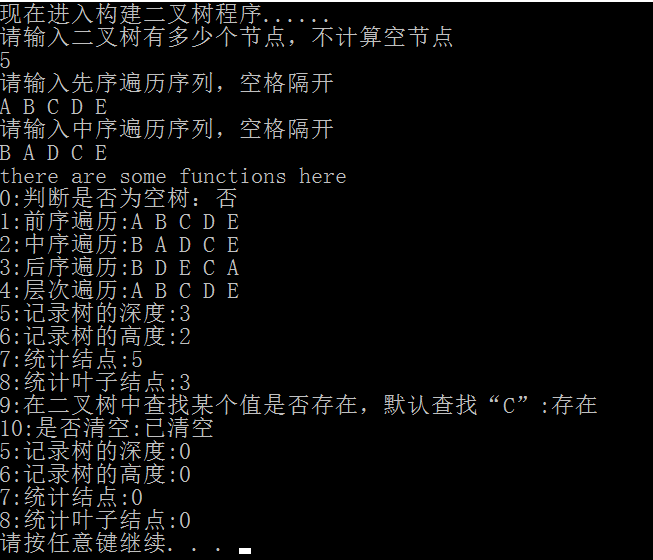 现在进入构建二叉树程序......
请输入二叉树有多少个节点，不计算空节点
5
请输入先序遍历序列，空格隔开
A B C D E
请输入中序遍历序列，空格隔开
B A D C E
there are some functions here
0:判断是否为空树：否
1:前序遍历:A B C D E
2:中序遍历:B A D C E
3:后序遍历:B D E C A
4:层次遍历:A B C D E
5:记录树的深度:3
6:记录树的高度:2
7:统计结点:5
8:统计叶子结点:3
9:在二叉树中查找某个值是否存在，默认查找“C”:存在
10:是否清空:已清空
5:记录树的深度:0
6:记录树的高度:0
7:统计结点:0
8:统计叶子结点:0
请按任意键继续. . .